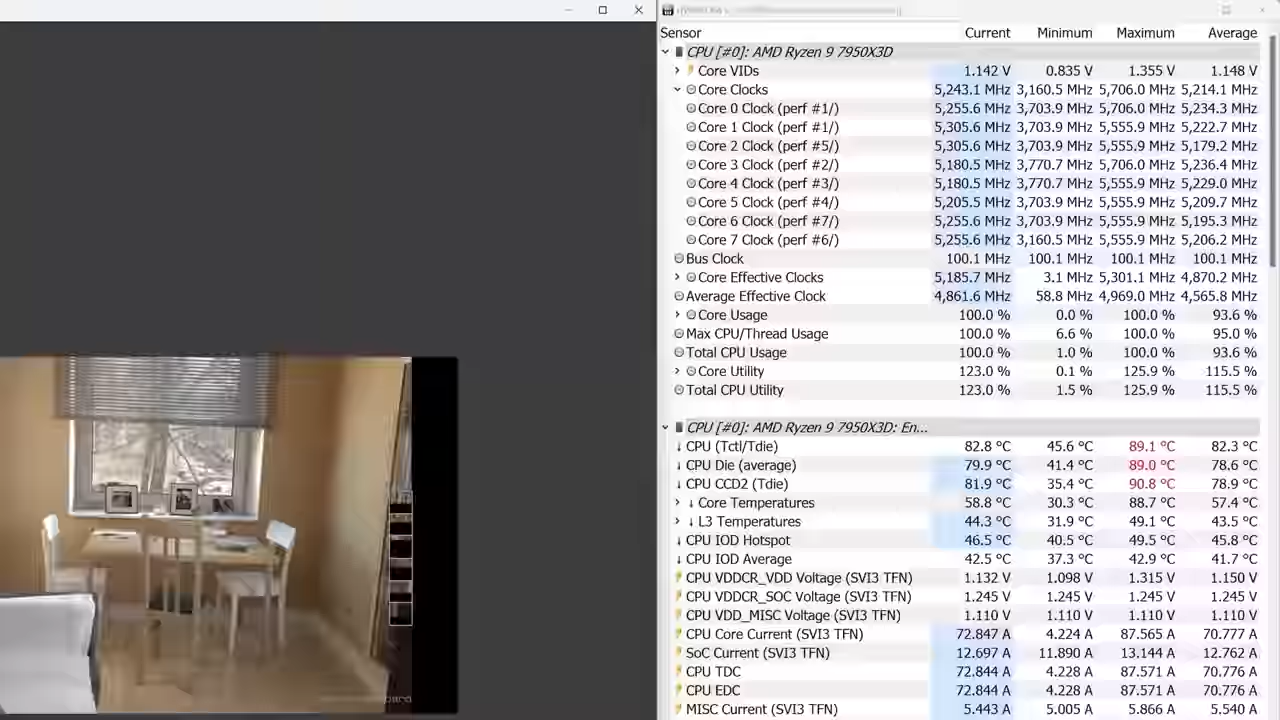 Sensor Current Minimum Maximum Average
CPU [#0]: AMD Ryzen 9 7950X3D
Core VIDs 1.142 V 0.835 V 1.355 V 1.148 V
Core Clocks 5,243.1 MHz 3,160.5 MHz 5,706.0 MHz 5,214.1 MHz
Core 0 Clock (perf #1/) 5,255.6 MHz 3,703.9 MHz 5,706.0 MHz 5,234.3 MHz
Core 1 Clock (perf #1/) 5,305.6 MHz 3,703.9 MHz 5,555.9 MHz 5,222.7 MHz
Core 2 Clock (perf #5/) 5,305.6 MHz 3,703.9 MHz 5,555.9 MHz 5,179.2 MHz
Core 3 Clock (perf #2/) 5,180.5 MHz 3,770.7 MHz 5,706.0 MHz 5,236.4 MHz
Core 4 Clock (perf #3/) 5,180.5 MHz 3,770.7 MHz 5,555.9 MHz 5,229.0 MHz
Core 5 Clock (perf #4/) 5,205.5 MHz 3,703.9 MHz 5,555.9 MHz 5,209.7 MHz
Core 6 Clock (perf #7/) 5,255.6 MHz 3,703.9 MHz 5,555.9 MHz 5,195.3 MHz
Core 7 Clock (perf #6/) 5,255.6 MHz 3,160.5 MHz 5,555.9 MHz 5,206.2 MHz
Bus Clock 100.1 MHz 100.1 MHz 100.1 MHz 100.1 MHz
Core Effective Clocks 5,185.7 MHz 3.1 MHz 5,301.1 MHz 4,870.2 MHz
Average Effective Clock 4,861.6 MHz 58.8 MHz 4,969.0 MHz 4,565.8 MHz
Core Usage 100.0 % 0.0 % 100.0 % 93.6 %
Max CPU/Thread Usage 100.0 % 6.6 % 100.0 % 95.0 %
Total CPU Usage 100.0 % 1.0 % 100.0 % 93.6 %
Core Utility 123.0 % 0.1 % 125.9 % 115.5 %
Total CPU Utility 123.0 % 1.5 % 125.9 % 115.5 %
CPU [#0]: AMD Ryzen 9 7950X3D: En...
CPU (Tctl/Tdie) 82.8 °C 45.6 °C 89.1 °C 82.3 °C
CPU Die (average) 79.9 °C 41.4 °C 89.0 °C 78.6 °C
CPU CCD2 (Tdie) 81.9 °C 35.4 °C 90.8 °C 78.9 °C
Core Temperatures 58.8 °C 30.3 °C 88.7 °C 57.4 °C
L3 Temperatures 44.3 °C 31.9 °C 49.1 °C 43.5 °C
CPU IOD Hotspot 46.5 °C 40.5 °C 49.5 °C 45.8 °C
CPU IOD Average 42.5 °C 37.3 °C 42.9 °C 41.7 °C
CPU VDDCR_VDD Voltage (SVI3 TFN) 1.132 V 1.098 V 1.315 V 1.150 V
CPU VDDCR_SOC Voltage (SVI3 TFN) 1.245 V 1.245 V 1.245 V 1.245 V
CPU VDD_MISC Voltage (SVI3 TFN) 1.110 V 1.110 V 1.110 V 1.110 V
CPU Core Current (SVI3 TFN) 72.847 A 4.224 A 87.565 A 70.777 A
SoC Current (SVI3 TFN) 12.697 A 11.890 A 13.144 A 12.762 A
CPU TDC 72.844 A 4.228 A 87.571 A 70.776 A
CPU EDC 72.844 A 4.228 A 87.571 A 70.776 A
MISC Current (SVI3 TFN) 5.443 A 5.005 A 5.866 A 5.540 A